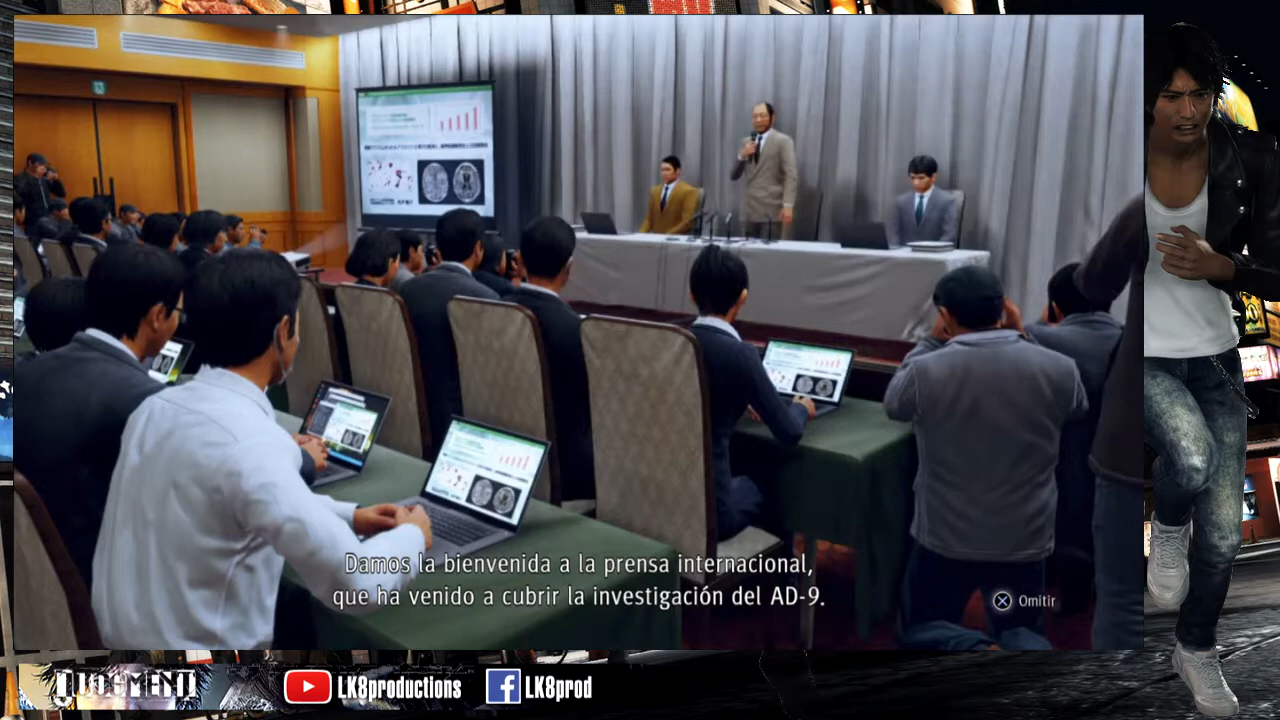 Damos la bienvenida a la prensa internacional,
que ha venido a cubrir la investigación del AD-9.
Omitir
JUDGMENT
LK8productions
LK8prod